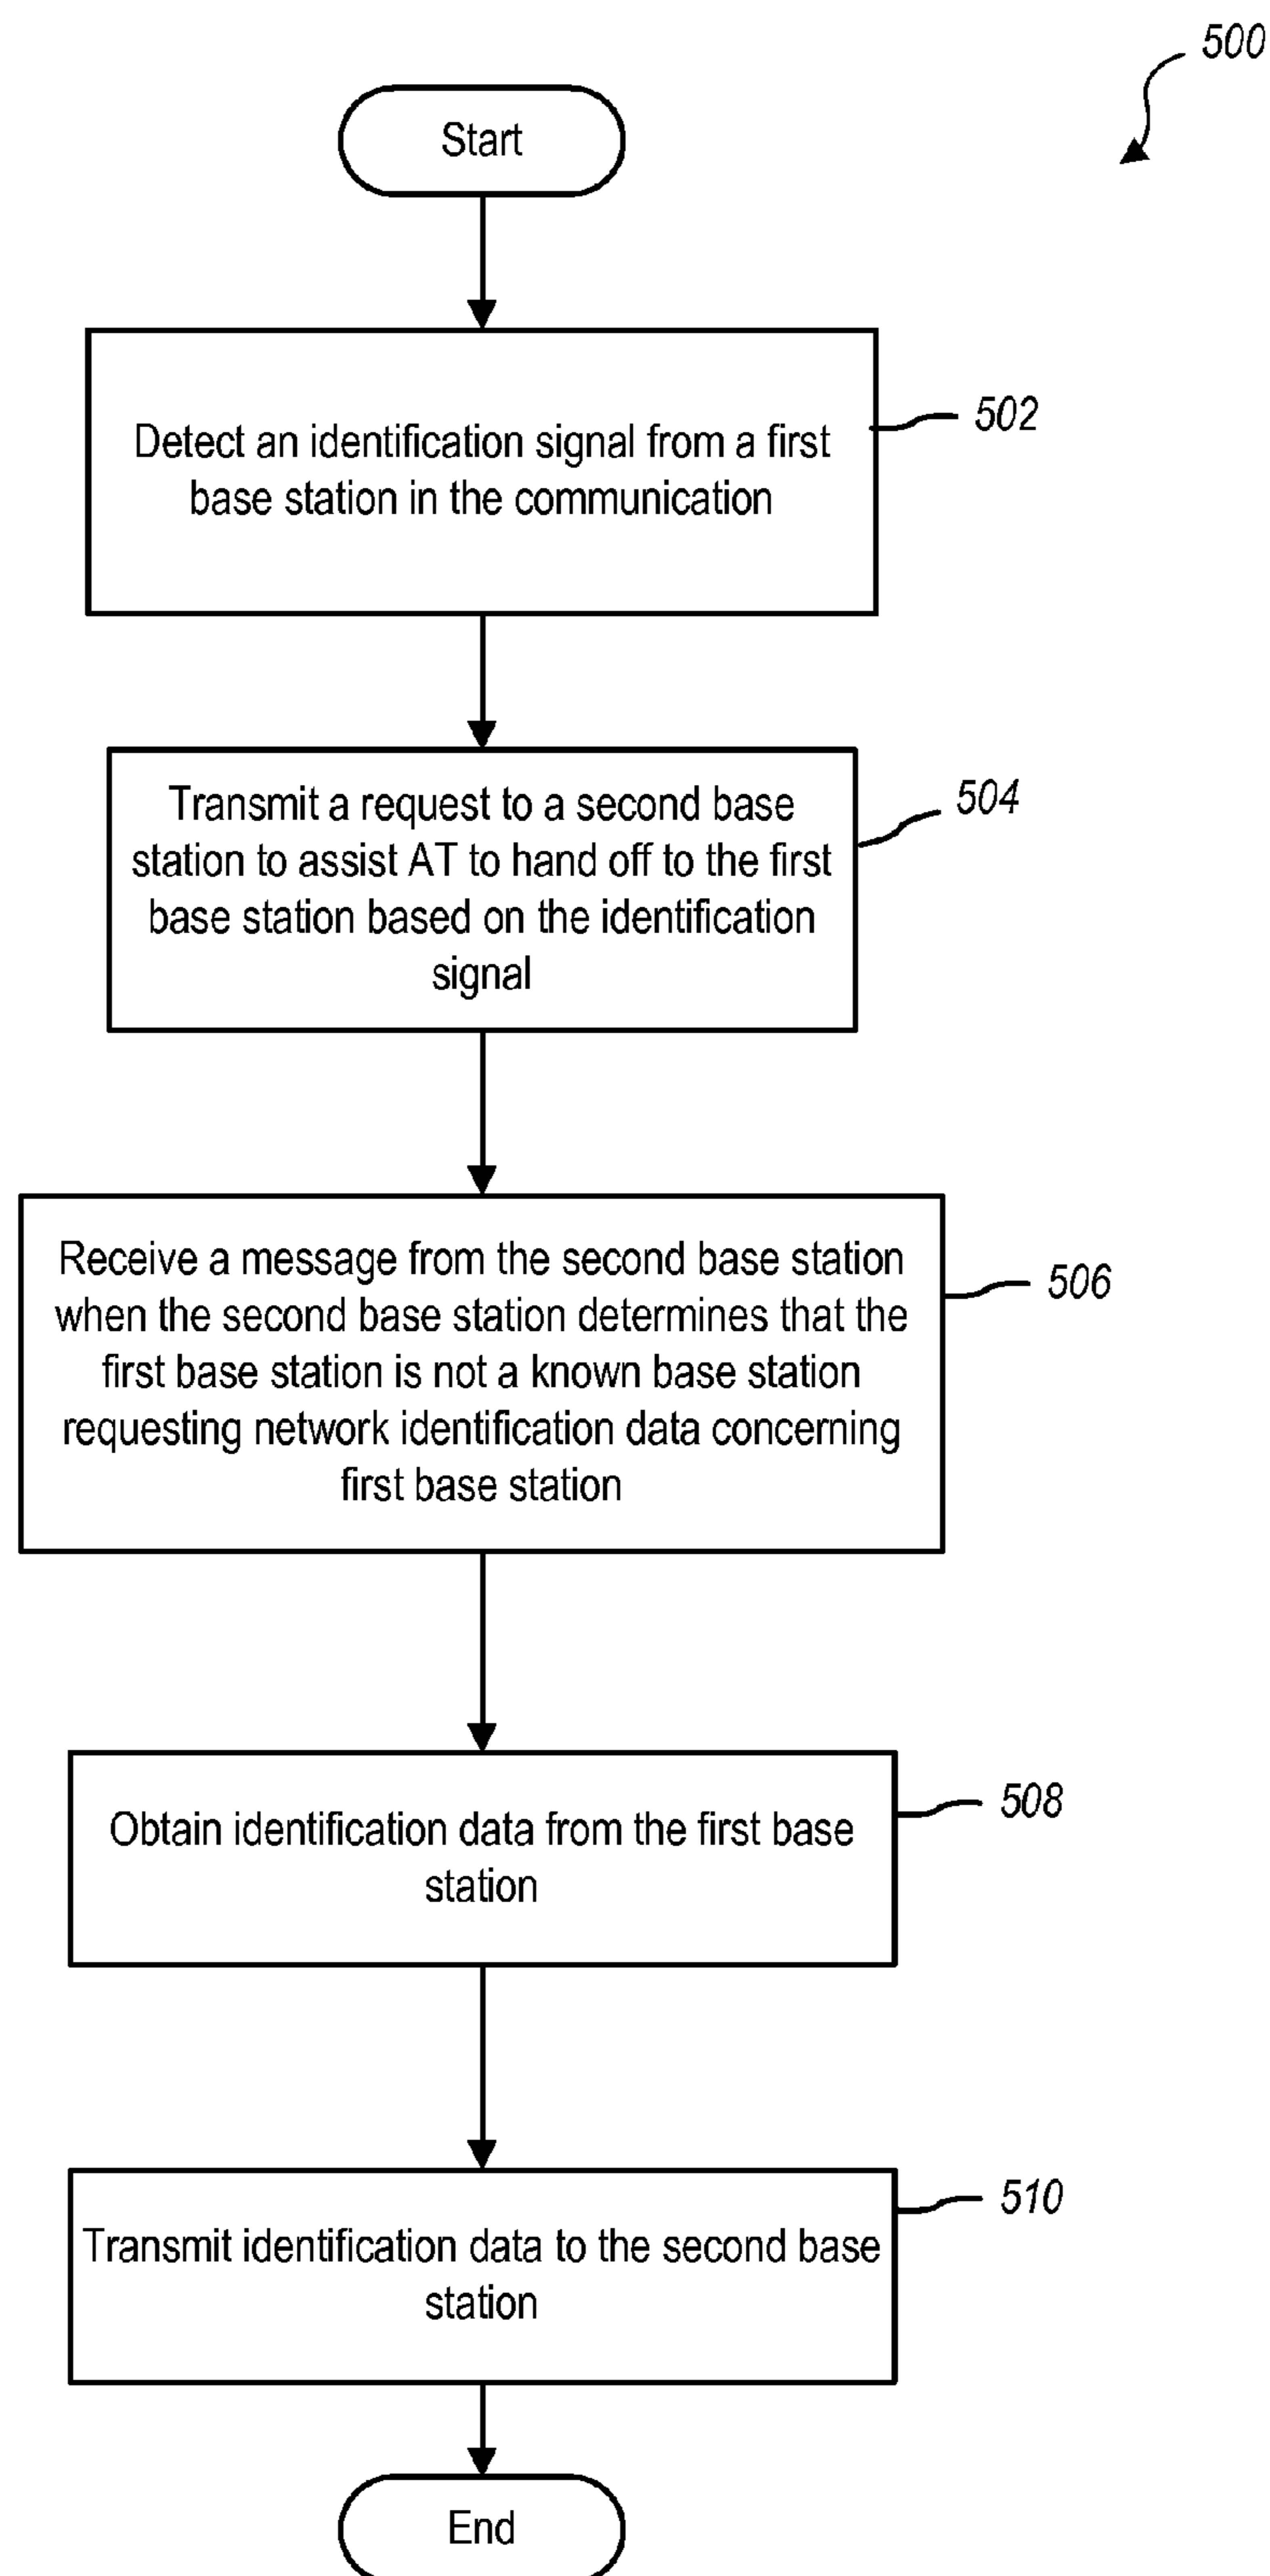 500
Start
Detect an identification signal from a first
base station in the communication
502
Transmit a request to a second base
station to assist AT to hand off to the first
base station based on the identification
signal
504
Receive a message from the second base station
when the second base station determines that the
first base station is not a known base station
requesting network identification data concerning
first base station
506
Obtain identification data from the first base
station
508
Transmit identification data to the second base
station
510
End